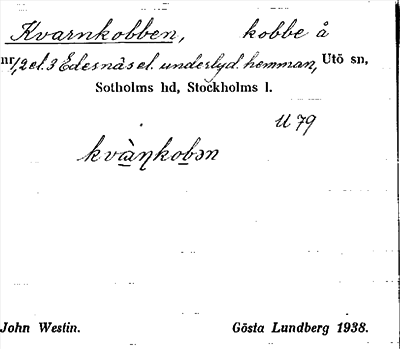 Kvarnkobben, kobbe å
nr 1, 2 el. 3 Edesnäs el. underlyd. hemman, Utö sn,
Sotholms hd, Stockholms l.
U 79
kvàŋkobən
John Westin. Gösta Lundberg 1938.